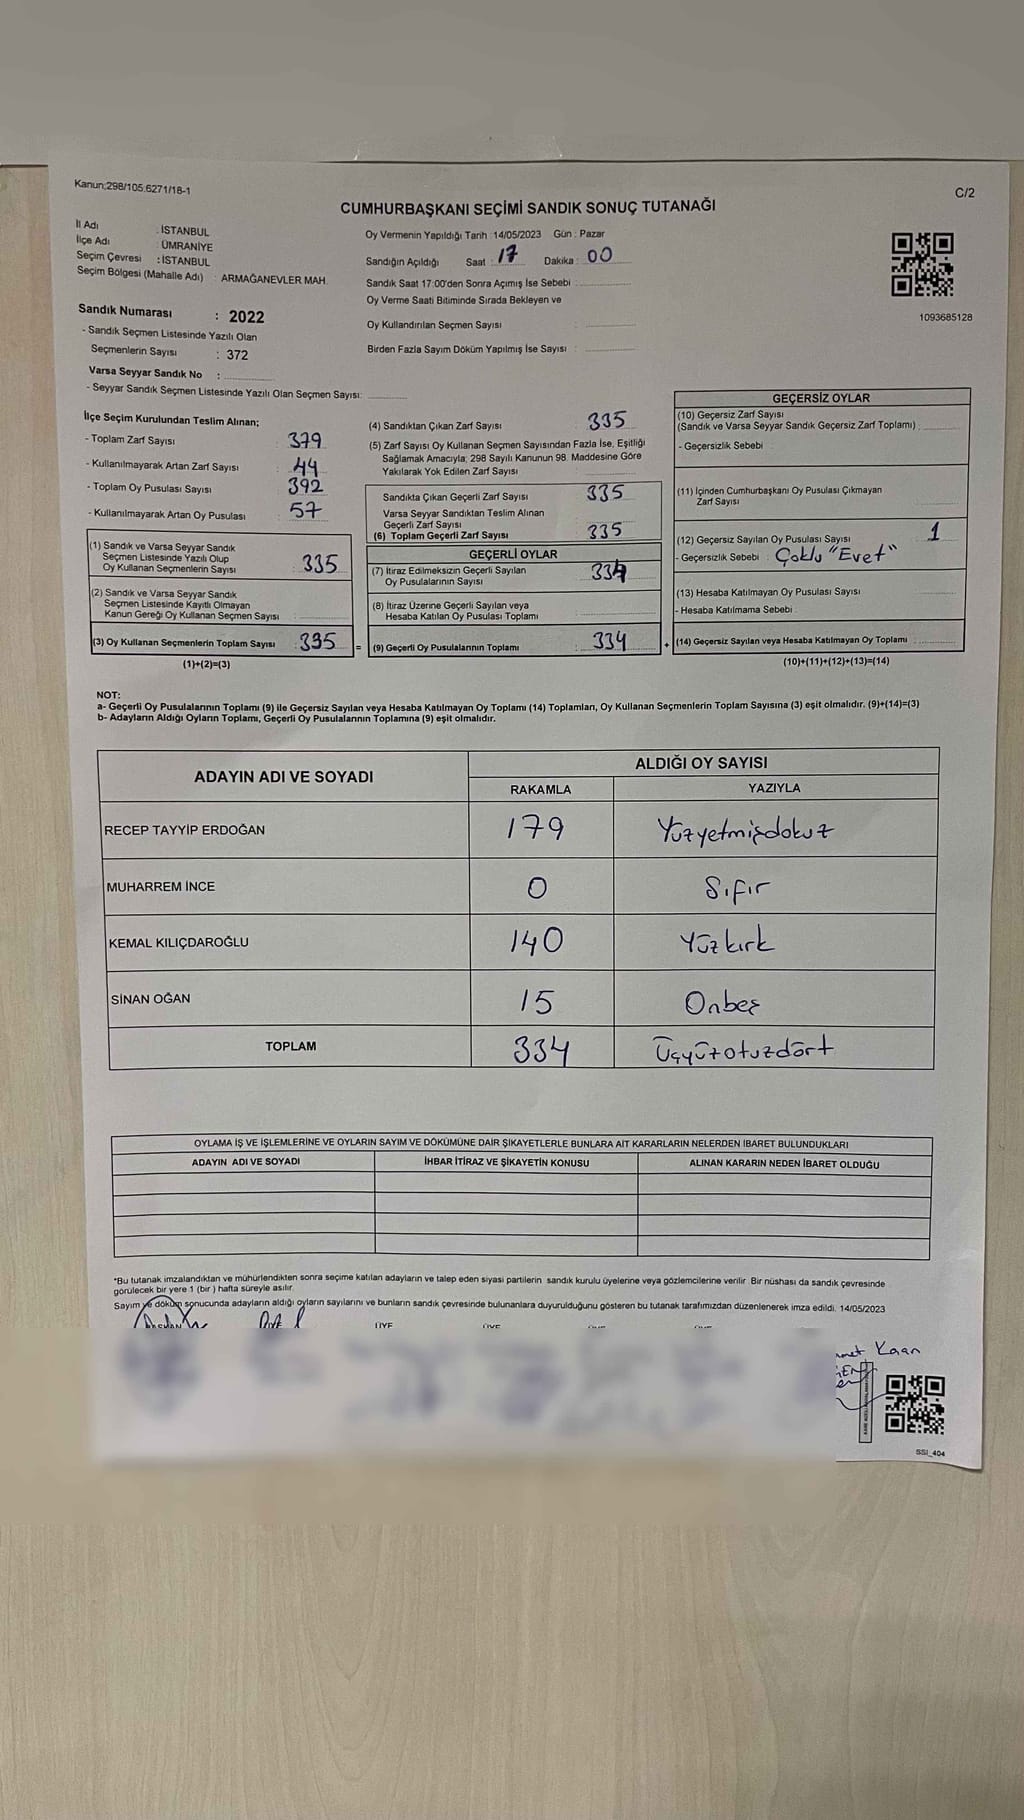 Kanun;298/105.6271/18-1
C/2
CUMHURBAŞKANI SEÇİMİ SANDIK SONUÇ TUTANAĞI
İl Adı : İSTANBUL
İlçe Adı : ÜMRANİYE
Seçim Çevresi : İSTANBUL
Seçim Bölgesi (Mahalle Adı) : ARMAĞANEVLER MAH.
Sandık Numarası : 2022
- Sandık Seçmen Listesinde Yazılı Olan
Seçmenlerin Sayısı : 372
Varsa Seyyar Sandık No :
- Seyyar Sandık Seçmen Listesinde Yazılı Olan Seçmen Sayısı:
Oy Vermenin Yapıldığı Tarih : 14/05/2023 Gün : Pazar
Sandığın Açıldığı Saat : 17 Dakika : 00
Sandık Saat 17:00'den Sonra Açımış İse Sebebi :
Oy Verme Saati Bitiminde Sırada Bekleyen ve
Oy Kullandırılan Seçmen Sayısı :
Birden Fazla Sayım Döküm Yapılmış İse Sayısı :
1093685128
İlçe Seçim Kurulundan Teslim Alınan;
- Toplam Zarf Sayısı : 379
- Kullanılmayarak Artan Zarf Sayısı : 44
- Toplam Oy Pusulası Sayısı : 392
- Kullanılmayarak Artan Oy Pusulası : 57
(1) Sandık ve Varsa Seyyar Sandık
Seçmen Listesinde Yazılı Olup
Oy Kullanan Seçmenlerin Sayısı : 335
(2) Sandık ve Varsa Seyyar Sandık
Seçmen Listesinde Kayıtlı Olmayan
Kanun Gereği Oy Kullanan Seçmen Sayısı :
(3) Oy Kullanan Seçmenlerin Toplam Sayısı : 335 =
(1)+(2)=(3)
(4) Sandıktan Çıkan Zarf Sayısı : 335
(5) Zarf Sayısı Oy Kullanan Seçmen Sayısından Fazla İse, Eşitliği
Sağlamak Amacıyla; 298 Sayılı Kanunun 98. Maddesine Göre
Yakılarak Yok Edilen Zarf Sayısı :
Sandıkta Çıkan Geçerli Zarf Sayısı : 335
Varsa Seyyar Sandıktan Teslim Alınan
Geçerli Zarf Sayısı :
(6) Toplam Geçerli Zarf Sayısı : 335
GEÇERLİ OYLAR
(7) İtiraz Edilmeksizin Geçerli Sayılan
Oy Pusulalarının Sayısı : 334
(8) İtiraz Üzerine Geçerli Sayılan veya
Hesaba Katılan Oy Pusulası Toplamı :
(9) Geçerli Oy Pusulalarının Toplamı : 334 +
GEÇERSİZ OYLAR
(10) Geçersiz Zarf Sayısı
(Sandık ve Varsa Seyyar Sandık Geçersiz Zarf Toplamı) :
- Geçersizlik Sebebi :
(11) İçinden Cumhurbaşkanı Oy Pusulası Çıkmayan
Zarf Sayısı
(12) Geçersiz Sayılan Oy Pusulası Sayısı : 1
- Geçersizlik Sebebi : Çoklu "Evet"
(13) Hesaba Katılmayan Oy Pusulası Sayısı
- Hesaba Katılmama Sebebi :
(14) Geçersiz Sayılan veya Hesaba Katılmayan Oy Toplamı :
(10)+(11)+(12)+(13)=(14)
NOT:
a- Geçerli Oy Pusulalarının Toplamı (9) ile Geçersiz Sayılan veya Hesaba Katılmayan Oy Toplamı (14) Toplamları, Oy Kullanan Seçmenlerin Toplam Sayısına (3) eşit olmalıdır. (9)+(14)=(3)
b- Adayların Aldığı Oyların Toplamı, Geçerli Oy Pusulalarının Toplamına (9) eşit olmalıdır.
ADAYIN ADI VE SOYADI
ALDIĞI OY SAYISI
RAKAMLA YAZIYLA
RECEP TAYYİP ERDOĞAN 179 Yüzyetmişdokuz
MUHARREM İNCE 0 Sıfır
KEMAL KILIÇDAROĞLU 140 Yüzkırk
SİNAN OĞAN 15 Onbeş
TOPLAM 334 Üçyüzotuzdört
OYLAMA İŞ VE İŞLEMLERİNE VE OYLARIN SAYIM VE DÖKÜMÜNE DAİR ŞİKAYETLERLE BUNLARA AİT KARARLARIN NELERDEN İBARET BULUNDUKLARI
ADAYIN ADI VE SOYADI İHBAR İTİRAZ VE ŞİKAYETİN KONUSU ALINAN KARARIN NEDEN İBARET OLDUĞU
*Bu tutanak imzalandıktan ve mühürlendikten sonra seçime katılan adayların ve talep eden siyasi partilerin sandık kurulu üyelerine veya gözlemcilerine verilir. Bir nüshası da sandık çevresinde
görülecek bir yere 1 (bir) hafta süreyle asılır.
Sayım ve döküm sonucunda adayların aldığı oyların sayılarını ve bunların sandık çevresinde bulunanlara duyurulduğunu gösteren bu tutanak tarafımızdan düzenlenerek imza edildi. 14/05/2023
BAŞKAN ÜYE ÜYE
Kaan
SSI_404